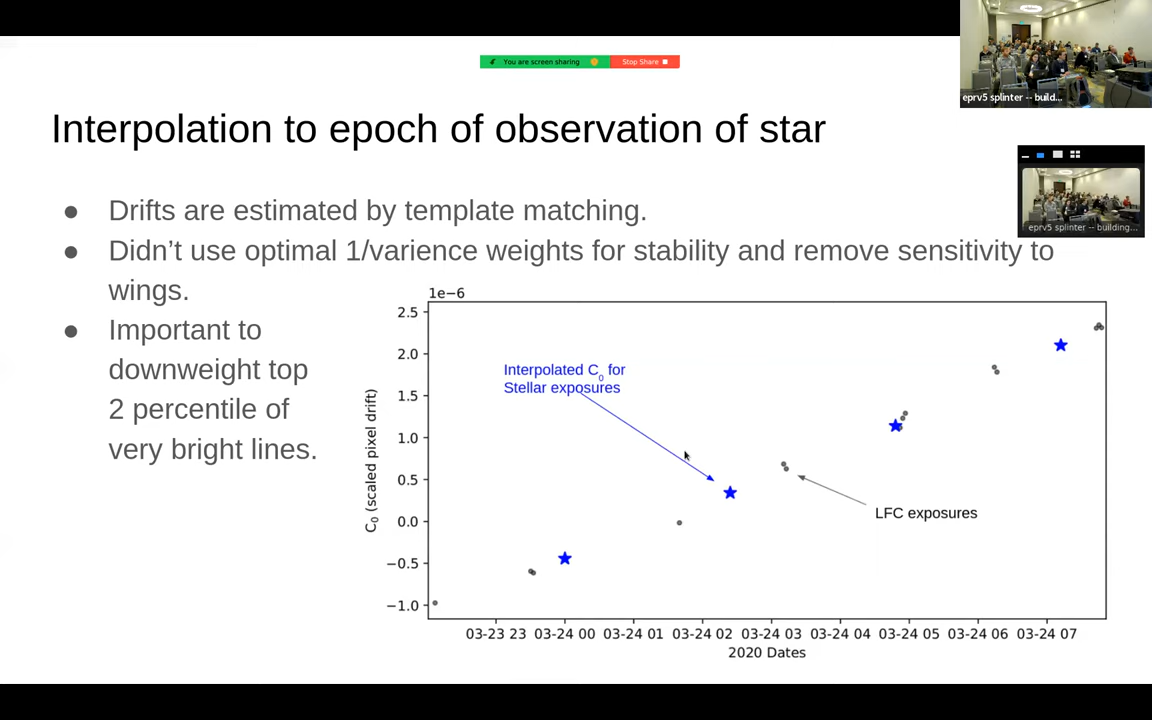 You are screen sharing
Stop Share
eprv5 splinter -- build...
Interpolation to epoch of observation of star
eprv5 splinter -- building...
● Drifts are estimated by template matching.
● Didn't use optimal 1/varience weights for stability and remove sensitivity to
wings.
● Important to
downweight top
2 percentile of
very bright lines.
1e−6
2.5
2.0
1.5
1.0
0.5
0.0
−0.5
−1.0
C0 (scaled pixel drift)
Interpolated C0 for
Stellar exposures
LFC exposures
03-23 23 03-24 00 03-24 01 03-24 02 03-24 03 03-24 04 03-24 05 03-24 06 03-24 07
2020 Dates